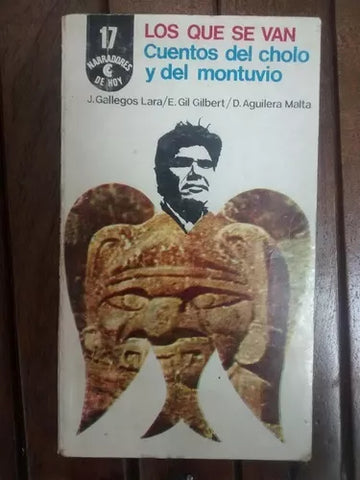 17
NARRADORES
DE HOY
LOS QUE SE VAN
Cuentos del cholo
y del montuvio
J. Gallegos Lara/E. Gil Gilbert/D. Aguilera Malta